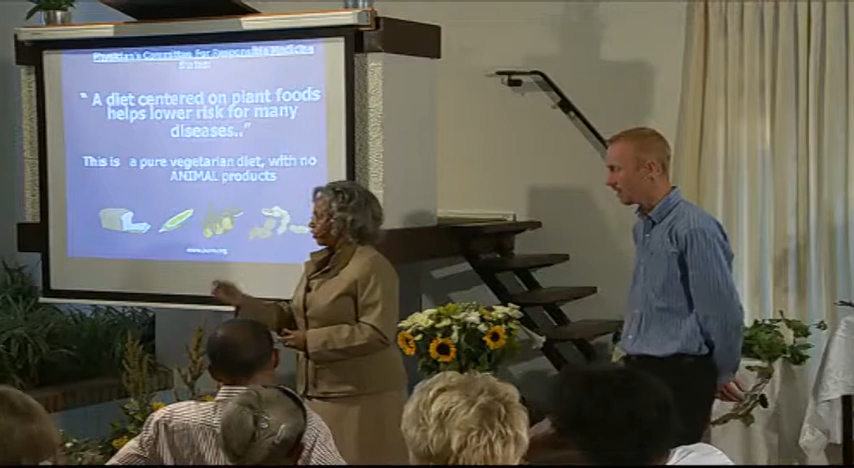 Physician's Committee For Responsible Medicine
" A diet centered on plant foods
helps lower risk for many
diseases.."
This is a pure vegetarian diet, with no
ANIMAL products.